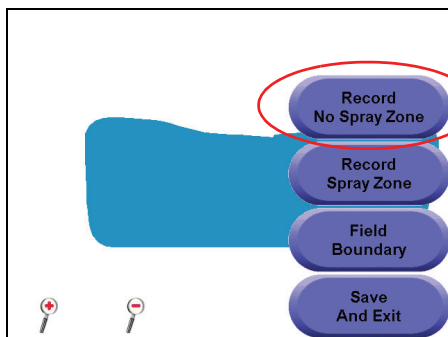 Record
No Spray Zone
Record
Spray Zone
Field
Boundary
Save
And Exit